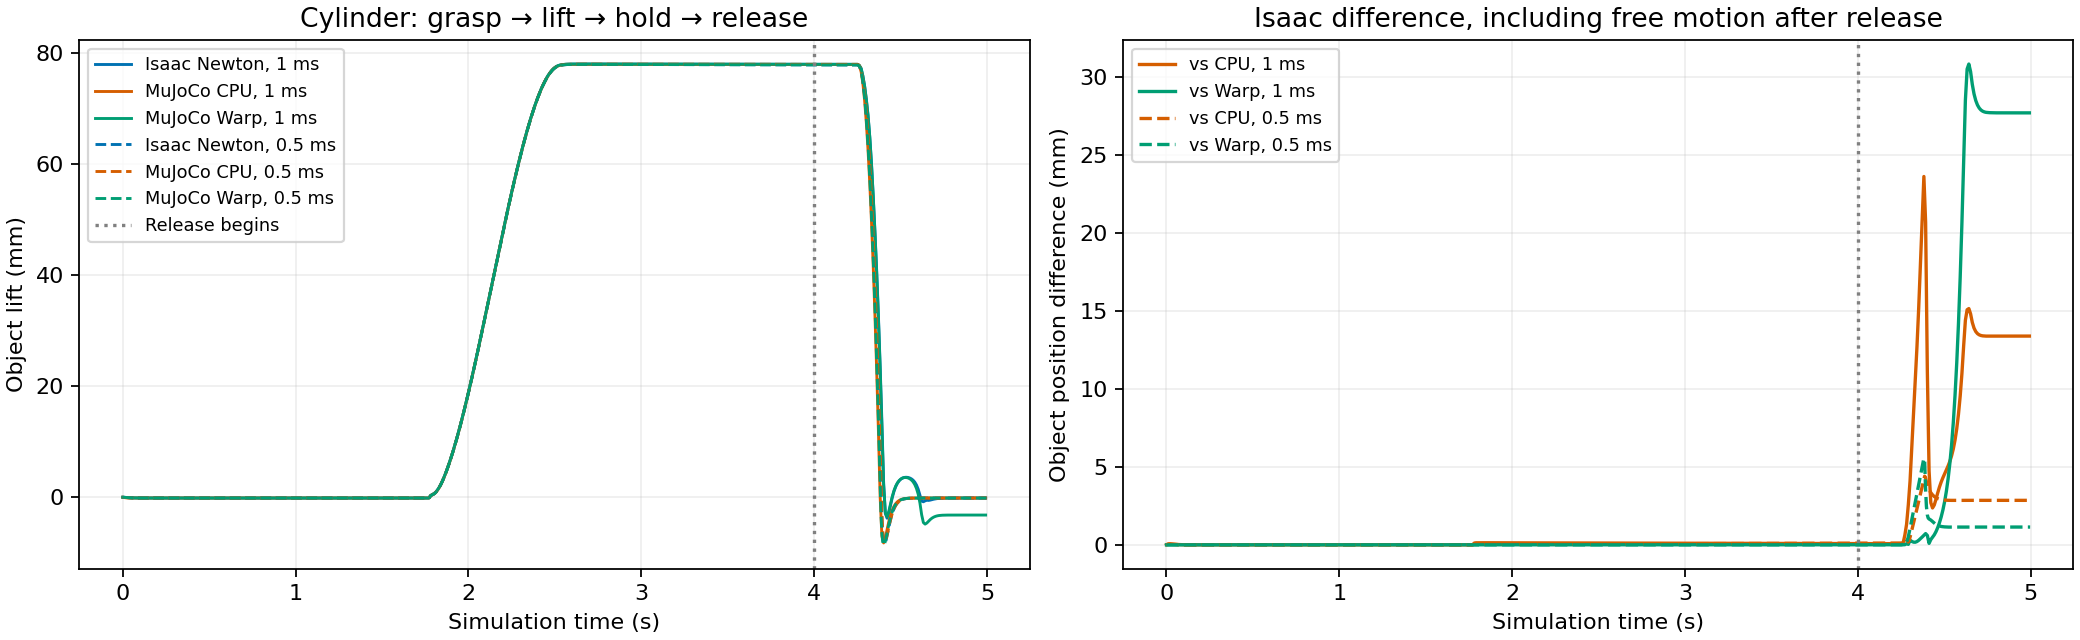 Cylinder: grasp → lift → hold → release
Object lift (mm)
80
60
40
20
0
Isaac Newton, 1 ms
MuJoCo CPU, 1 ms
MuJoCo Warp, 1 ms
Isaac Newton, 0.5 ms
MuJoCo CPU, 0.5 ms
MuJoCo Warp, 0.5 ms
Release begins
0 1 2 3 4 5
Simulation time (s)
Isaac difference, including free motion after release
Object position difference (mm)
30
25
20
15
10
5
0
vs CPU, 1 ms
vs Warp, 1 ms
vs CPU, 0.5 ms
vs Warp, 0.5 ms
0 1 2 3 4 5
Simulation time (s)